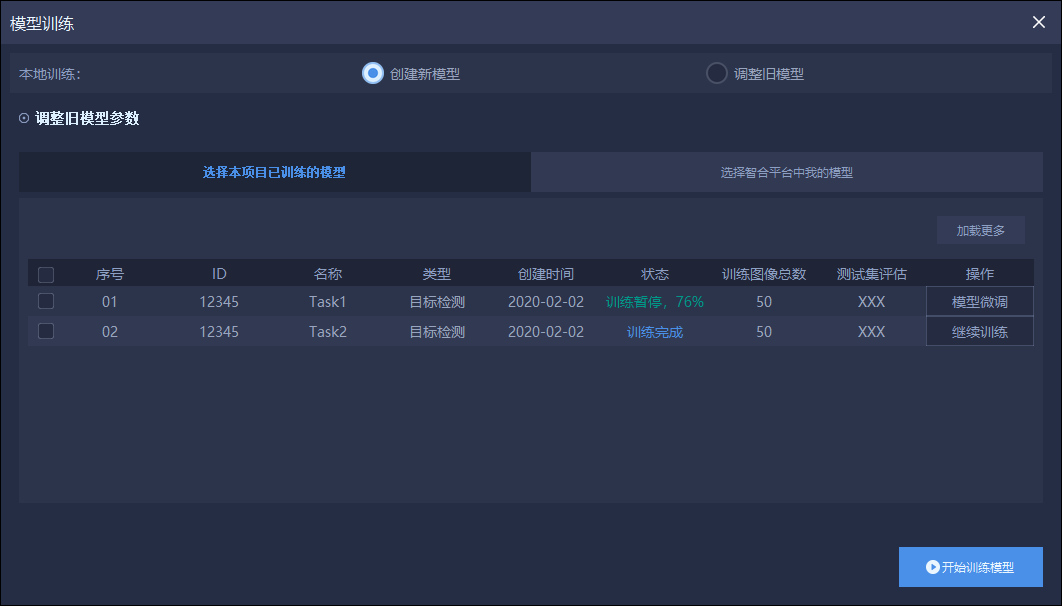 模型训练
本地训练： 创建新模型 调整旧模型
调整旧模型参数
选择本项目已训练的模型 选择智合平台中我的模型
加载更多
序号 ID 名称 类型 创建时间 状态 训练图像总数 测试集评估 操作
01 12345 Task1 目标检测 2020-02-02 训练暂停，76% 50 XXX 模型微调
02 12345 Task2 目标检测 2020-02-02 训练完成 50 XXX 继续训练
开始训练模型